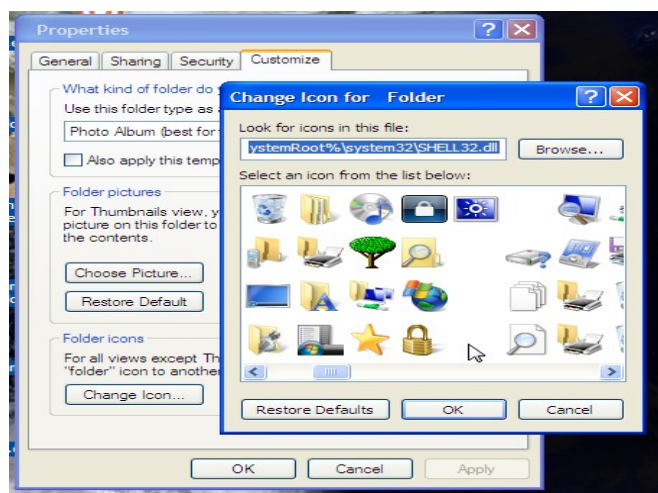 Properties
General Sharing Security Customize
What kind of folder do
Use this folder type as
Photo Album (best for
Also apply this temp
Folder pictures
For Thumbnails view, y
picture on this folder to
the contents.
Choose Picture...
Restore Default
Folder icons
For all views except Th
"folder" icon to another
Change Icon...
OK Cancel Apply
Change Icon for Folder
Look for icons in this file:
ystemRoot%\system32\SHELL32.dll Browse...
Select an icon from the list below:
Restore Defaults OK Cancel